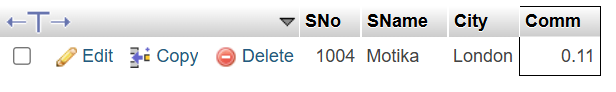 SNo SName City Comm
Edit Copy Delete 1004 Motika London 0.11